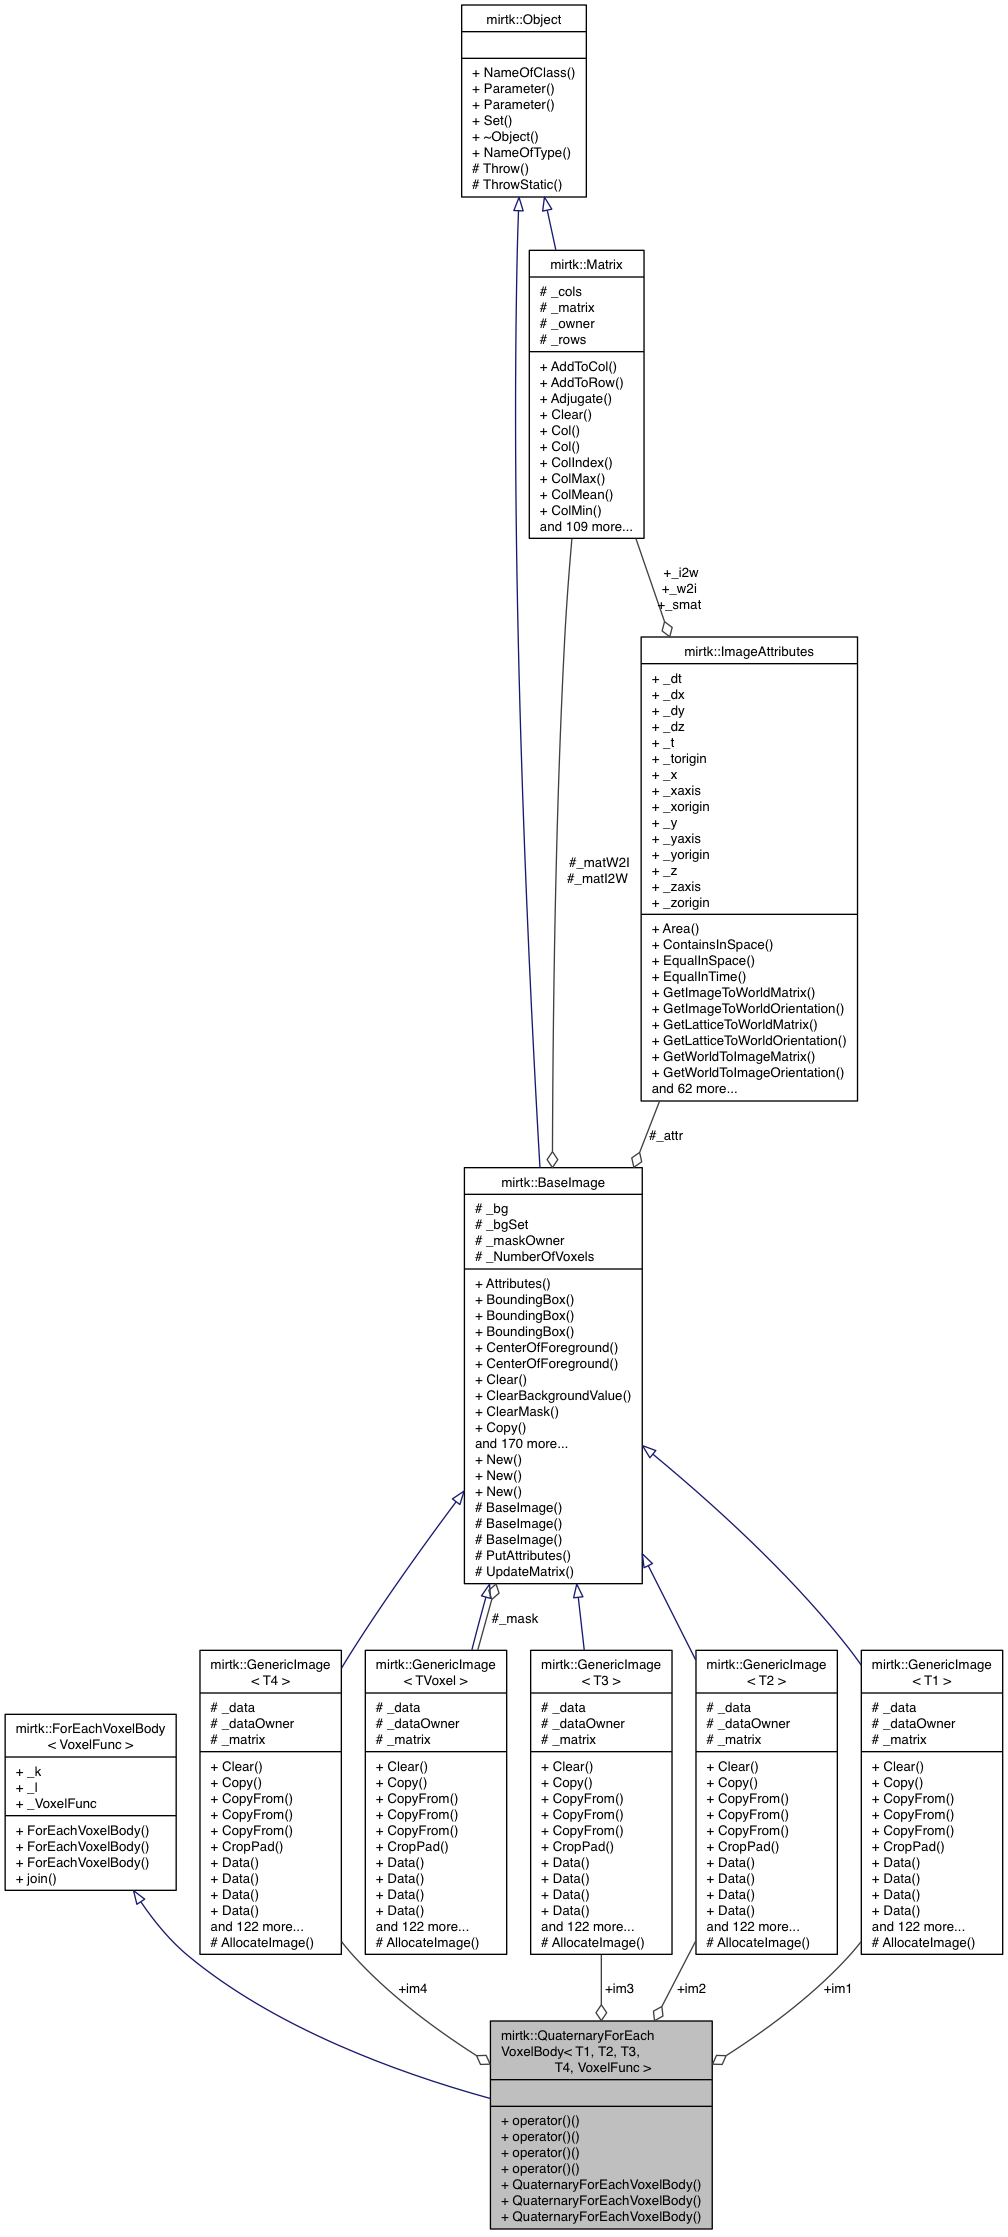 mirtk::Object
+ NameOfClass()
+ Parameter()
+ Parameter()
+ Set()
+ ~Object()
+ NameOfType()
# Throw()
# ThrowStatic()
mirtk::Matrix
# _cols
# _matrix
# _owner
# _rows
+ AddToCol()
+ AddToRow()
+ Adjugate()
+ Clear()
+ Col()
+ Col()
+ ColIndex()
+ ColMax()
+ ColMean()
+ ColMin()
and 109 more...
+_i2w
+_w2i
+_smat
mirtk::ImageAttributes
+ _dt
+ _dx
+ _dy
+ _dz
+ _t
+ _torigin
+ _x
+ _xaxis
+ _xorigin
+ _y
+ _yaxis
+ _yorigin
+ _z
+ _zaxis
+ _zorigin
+ Area()
+ ContainsInSpace()
+ EqualInSpace()
+ EqualInTime()
+ GetImageToWorldMatrix()
+ GetImageToWorldOrientation()
+ GetLatticeToWorldMatrix()
+ GetLatticeToWorldOrientation()
+ GetWorldToImageMatrix()
+ GetWorldToImageOrientation()
and 62 more...
#_matW2I
#_matI2W
#_attr
mirtk::BaseImage
# _bg
# _bgSet
# _maskOwner
# _NumberOfVoxels
+ Attributes()
+ BoundingBox()
+ BoundingBox()
+ BoundingBox()
+ CenterOfForeground()
+ CenterOfForeground()
+ Clear()
+ ClearBackgroundValue()
+ ClearMask()
+ Copy()
and 170 more...
+ New()
+ New()
+ New()
# BaseImage()
# BaseImage()
# BaseImage()
# PutAttributes()
# UpdateMatrix()
#_mask
mirtk::ForEachVoxelBody
< VoxelFunc >
+ _k
+ _l
+ _VoxelFunc
+ ForEachVoxelBody()
+ ForEachVoxelBody()
+ ForEachVoxelBody()
+ join()
mirtk::GenericImage
< T4 >
# _data
# _dataOwner
# _matrix
+ Clear()
+ Copy()
+ CopyFrom()
+ CopyFrom()
+ CopyFrom()
+ CropPad()
+ Data()
+ Data()
+ Data()
+ Data()
and 122 more...
# AllocateImage()
mirtk::GenericImage
< TVoxel >
# _data
# _dataOwner
# _matrix
+ Clear()
+ Copy()
+ CopyFrom()
+ CopyFrom()
+ CopyFrom()
+ CropPad()
+ Data()
+ Data()
+ Data()
+ Data()
and 122 more...
# AllocateImage()
mirtk::GenericImage
< T3 >
# _data
# _dataOwner
# _matrix
+ Clear()
+ Copy()
+ CopyFrom()
+ CopyFrom()
+ CopyFrom()
+ CropPad()
+ Data()
+ Data()
+ Data()
+ Data()
and 122 more...
# AllocateImage()
mirtk::GenericImage
< T2 >
# _data
# _dataOwner
# _matrix
+ Clear()
+ Copy()
+ CopyFrom()
+ CopyFrom()
+ CopyFrom()
+ CropPad()
+ Data()
+ Data()
+ Data()
+ Data()
and 122 more...
# AllocateImage()
mirtk::GenericImage
< T1 >
# _data
# _dataOwner
# _matrix
+ Clear()
+ Copy()
+ CopyFrom()
+ CopyFrom()
+ CopyFrom()
+ CropPad()
+ Data()
+ Data()
+ Data()
+ Data()
and 122 more...
# AllocateImage()
+im4
+im3
+im2
+im1
mirtk::QuaternaryForEach
VoxelBody< T1, T2, T3,
T4, VoxelFunc >
+ operator()()
+ operator()()
+ operator()()
+ operator()()
+ QuaternaryForEachVoxelBody()
+ QuaternaryForEachVoxelBody()
+ QuaternaryForEachVoxelBody()